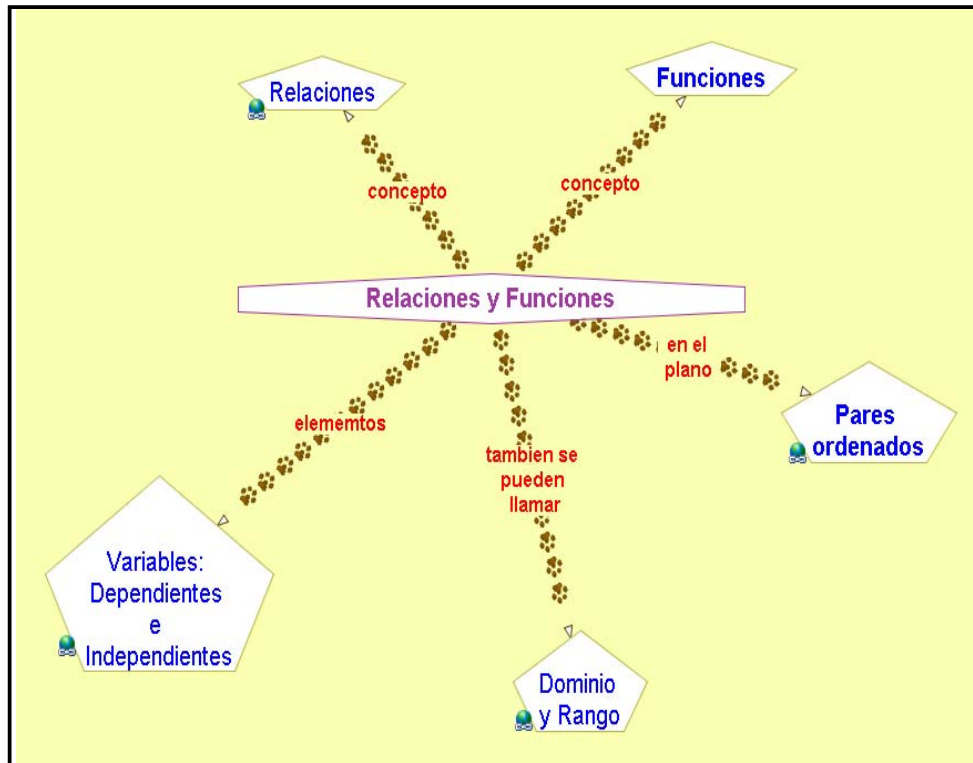 Relaciones
Funciones
concepto
concepto
Relaciones y Funciones
en el
plano
Pares
ordenados
elememtos
tambien se
pueden
llamar
Variables:
Dependientes
e
Independientes
Dominio
y Rango